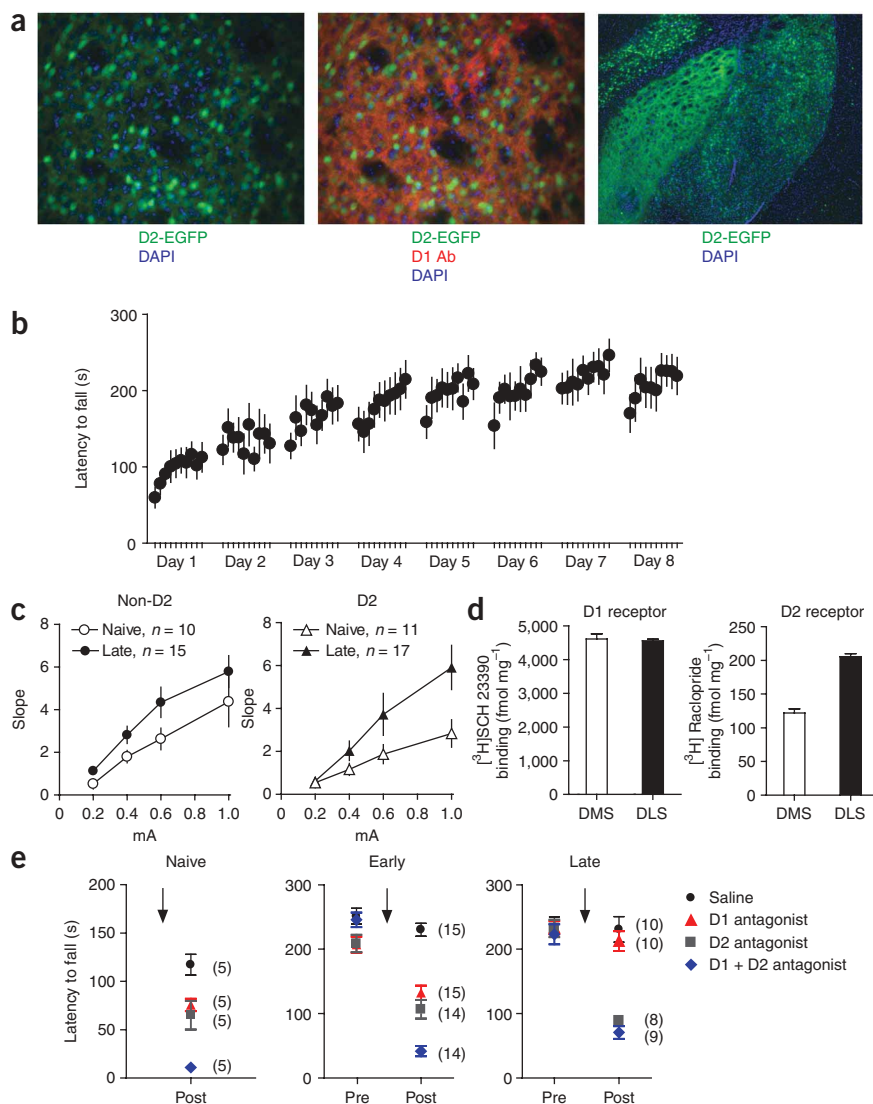 a
D2-EGFP
DAPI
D2-EGFP
D1 Ab
DAPI
D2-EGFP
DAPI
b
Latency to fall (s)
300
200
100
0
Day 1 Day 2 Day 3 Day 4 Day 5 Day 6 Day 7 Day 8
c
Non-D2
Naive, n = 10
Late, n = 15
Slope
8
6
4
2
0
0 0.2 0.4 0.6 0.8 1.0
mA
D2
Naive, n = 11
Late, n = 17
Slope
8
6
4
2
0
0 0.2 0.4 0.6 0.8 1.0
mA
d
D1 receptor
[³H]SCH 23390
binding (fmol mg⁻¹)
5,000
4,000
3,000
2,000
1,000
0
DMS DLS
D2 receptor
[³H] Raclopride
binding (fmol mg⁻¹)
250
200
150
100
50
0
DMS DLS
e
Naive
Latency to fall (s)
200
150
100
50
0
(5)
(5)
(5)
(5)
Post
Early
300
200
100
0
(15)
(15)
(14)
(14)
Pre Post
Late
300
200
100
0
(10)
(10)
(8)
(9)
Pre Post
Saline
D1 antagonist
D2 antagonist
D1 + D2 antagonist